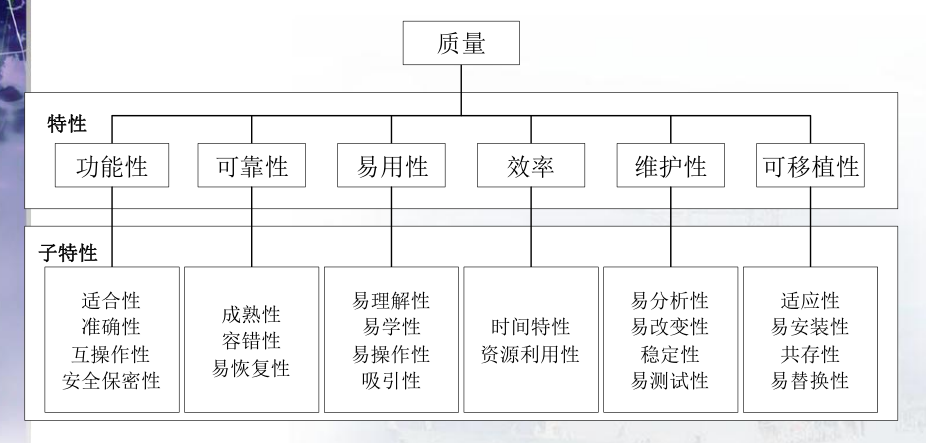 质量
特性
功能性
可靠性
易用性
效率
维护性
可移植性
子特性
适合性
准确性
互操作性
安全保密性
成熟性
容错性
易恢复性
易理解性
易学性
易操作性
吸引性
时间特性
资源利用性
易分析性
易改变性
稳定性
易测试性
适应性
易安装性
共存性
易替换性